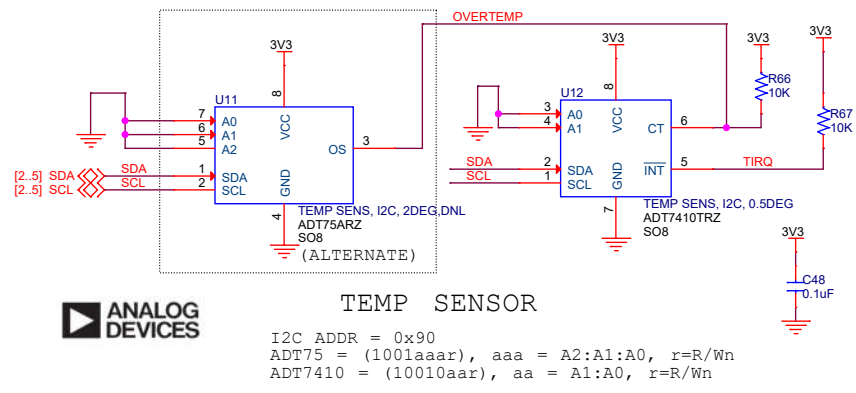 OVERTEMP
3V3
3V3
3V3
3V3
U11
7 A0
6 A1
5 A2
8 VCC
OS 3
[2..5] SDA SDA 1 SDA
[2..5] SCL SCL 2 SCL
GND 4
TEMP SENS, I2C, 2DEG,DNL
ADT75ARZ
SO8
(ALTERNATE)
U12
3 A0
4 A1
8 VCC
CT 6
SDA 2 SDA
SCL 1 SCL
INT 5 TIRQ
GND 7
TEMP SENS, I2C, 0.5DEG
ADT7410TRZ
SO8
R66
10K
R67
10K
C48
0.1uF
ANALOG
DEVICES
TEMP SENSOR
I2C ADDR = 0x90
ADT75 = (1001aaar), aaa = A2:A1:A0, r=R/Wn
ADT7410 = (10010aar), aa = A1:A0, r=R/Wn